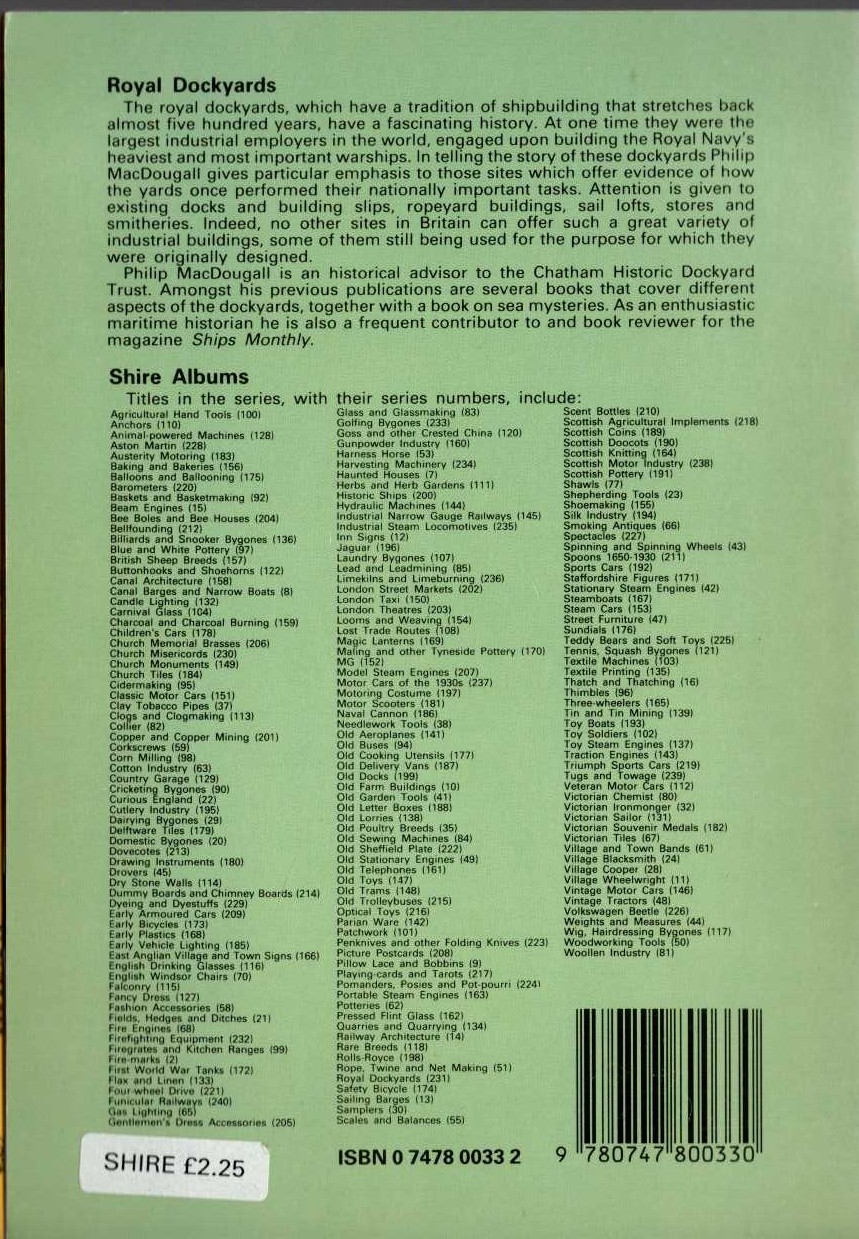 Royal Dockyards
The royal dockyards, which have a tradition of shipbuilding that stretches back
almost five hundred years, have a fascinating history. At one time they were the
largest industrial employers in the world, engaged upon building the Royal Navy's
heaviest and most important warships. In telling the story of these dockyards Philip
MacDougall gives particular emphasis to those sites which offer evidence of how
the yards once performed their nationally important tasks. Attention is given to
existing docks and building slips, ropeyard buildings, sail lofts, stores and
smitheries. Indeed, no other sites in Britain can offer such a great variety of
industrial buildings, some of them still being used for the purpose for which they
were originally designed.
Philip MacDougall is an historical advisor to the Chatham Historic Dockyard
Trust. Amongst his previous publications are several books that cover different
aspects of the dockyards, together with a book on sea mysteries. As an enthusiastic
maritime historian he is also a frequent contributor to and book reviewer for the
magazine Ships Monthly.
Shire Albums
Titles in the series, with their series numbers, include:
Agricultural Hand Tools (100)
Anchors (110)
Animal-powered Machines (128)
Aston Martin (228)
Austerity Motoring (183)
Baking and Bakeries (156)
Balloons and Ballooning (175)
Barometers (220)
Baskets and Basketmaking (92)
Beam Engines (15)
Bee Boles and Bee Houses (204)
Bellfounding (212)
Billiards and Snooker Bygones (136)
Blue and White Pottery (97)
British Sheep Breeds (157)
Buttonhooks and Shoehorns (122)
Canal Architecture (158)
Canal Barges and Narrow Boats (8)
Candle Lighting (132)
Carnival Glass (104)
Charcoal and Charcoal Burning (159)
Children's Cars (178)
Church Memorial Brasses (206)
Church Misericords (230)
Church Monuments (149)
Church Tiles (184)
Cidermaking (95)
Classic Motor Cars (151)
Clay Tobacco Pipes (37)
Clogs and Clogmaking (113)
Collier (82)
Copper and Copper Mining (201)
Corkscrews (59)
Corn Milling (98)
Cotton Industry (63)
Country Garage (129)
Cricketing Bygones (90)
Curious England (22)
Cutlery Industry (195)
Dairying Bygones (29)
Delftware Tiles (179)
Domestic Bygones (20)
Dovecotes (213)
Drawing Instruments (180)
Drovers (45)
Dry Stone Walls (114)
Dummy Boards and Chimney Boards (214)
Dyeing and Dyestuffs (229)
Early Armoured Cars (209)
Early Bicycles (173)
Early Plastics (168)
Early Vehicle Lighting (185)
East Anglian Village and Town Signs (166)
English Drinking Glasses (116)
English Windsor Chairs (70)
Falconry (115)
Fancy Dress (127)
Fashion Accessories (58)
Fields, Hedges and Ditches (21)
Fire Engines (68)
Firefighting Equipment (232)
Firegrates and Kitchen Ranges (99)
Fire-marks (2)
First World War Tanks (172)
Flax and Linen (133)
Four-wheel Drive (221)
Funicular Railways (240)
Gas Lighting (65)
Gentlemen's Dress Accessories (205)
Glass and Glassmaking (83)
Golfing Bygones (233)
Goss and other Crested China (120)
Gunpowder Industry (160)
Harness Horse (53)
Harvesting Machinery (234)
Haunted Houses (7)
Herbs and Herb Gardens (111)
Historic Ships (200)
Hydraulic Machines (144)
Industrial Narrow Gauge Railways (145)
Industrial Steam Locomotives (235)
Inn Signs (12)
Jaguar (196)
Laundry Bygones (107)
Lead and Leadmining (85)
Limekilns and Limeburning (236)
London Street Markets (202)
London Taxi (150)
London Theatres (203)
Looms and Weaving (154)
Lost Trade Routes (108)
Magic Lanterns (169)
Maling and other Tyneside Pottery (170)
MG (152)
Model Steam Engines (207)
Motor Cars of the 1930s (237)
Motoring Costume (197)
Motor Scooters (181)
Naval Cannon (186)
Needlework Tools (38)
Old Aeroplanes (141)
Old Buses (94)
Old Cooking Utensils (177)
Old Delivery Vans (187)
Old Docks (199)
Old Farm Buildings (10)
Old Garden Tools (41)
Old Letter Boxes (188)
Old Lorries (138)
Old Poultry Breeds (35)
Old Sewing Machines (84)
Old Sheffield Plate (222)
Old Stationary Engines (49)
Old Telephones (161)
Old Toys (147)
Old Trams (148)
Old Trolleybuses (215)
Optical Toys (216)
Parian Ware (142)
Patchwork (101)
Penknives and other Folding Knives (223)
Picture Postcards (208)
Pillow Lace and Bobbins (9)
Playing-cards and Tarots (217)
Pomanders, Posies and Pot-pourri (224)
Portable Steam Engines (163)
Potteries (62)
Pressed Flint Glass (162)
Quarries and Quarrying (134)
Railway Architecture (14)
Rare Breeds (118)
Rolls-Royce (198)
Rope, Twine and Net Making (51)
Royal Dockyards (231)
Safety Bicycle (174)
Sailing Barges (13)
Samplers (30)
Scales and Balances (55)
Scent Bottles (210)
Scottish Agricultural Implements (218)
Scottish Coins (189)
Scottish Doocots (190)
Scottish Knitting (164)
Scottish Motor Industry (238)
Scottish Pottery (191)
Shawls (77)
Shepherding Tools (23)
Shoemaking (155)
Silk Industry (194)
Smoking Antiques (66)
Spectacles (227)
Spinning and Spinning Wheels (43)
Spoons 1650-1930 (211)
Sports Cars (192)
Staffordshire Figures (171)
Stationary Steam Engines (42)
Steamboats (167)
Steam Cars (153)
Street Furniture (47)
Sundials (176)
Teddy Bears and Soft Toys (225)
Tennis, Squash Bygones (121)
Textile Machines (103)
Textile Printing (135)
Thatch and Thatching (16)
Thimbles (96)
Three-wheelers (165)
Tin and Tin Mining (139)
Toy Boats (193)
Toy Soldiers (102)
Toy Steam Engines (137)
Traction Engines (143)
Triumph Sports Cars (219)
Tugs and Towage (239)
Veteran Motor Cars (112)
Victorian Chemist (80)
Victorian Ironmonger (32)
Victorian Sailor (131)
Victorian Souvenir Medals (182)
Victorian Tiles (67)
Village and Town Bands (61)
Village Blacksmith (24)
Village Cooper (28)
Village Wheelwright (11)
Vintage Motor Cars (146)
Vintage Tractors (48)
Volkswagen Beetle (226)
Weights and Measures (44)
Wig, Hairdressing Bygones (117)
Woodworking Tools (50)
Woollen Industry (81)
SHIRE £2.25
ISBN 0 7478 0033 2
9 780747 800330